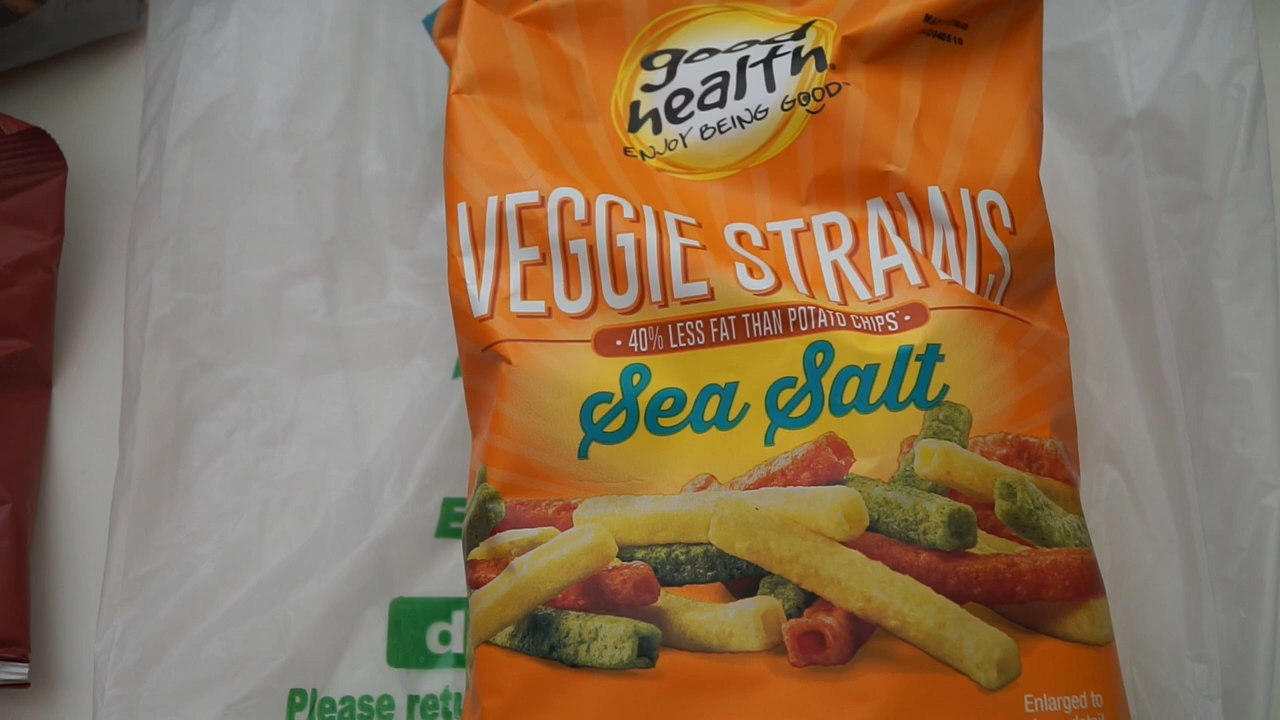 good
health
ENJOY BEING GOOD
VEGGIE STRAWS
• 40% LESS FAT THAN POTATO CHIPS* •
Sea Salt
E
d
Please retu
Enlarged to